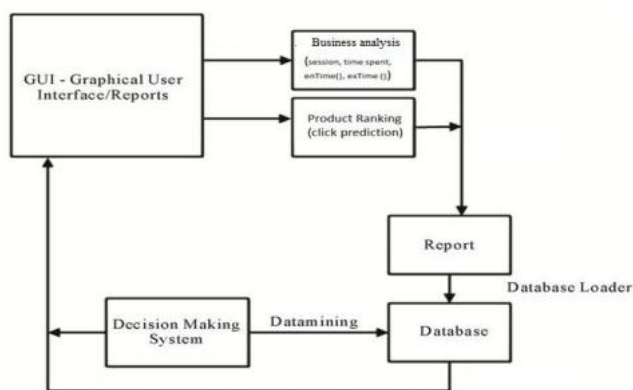 Business analysis
(session, time spent,
enTime(), exTime ())
GUI - Graphical User
Interface/Reports
Product Ranking
(click prediction)
Report
Database Loader
Decision Making
System
Datamining
Database